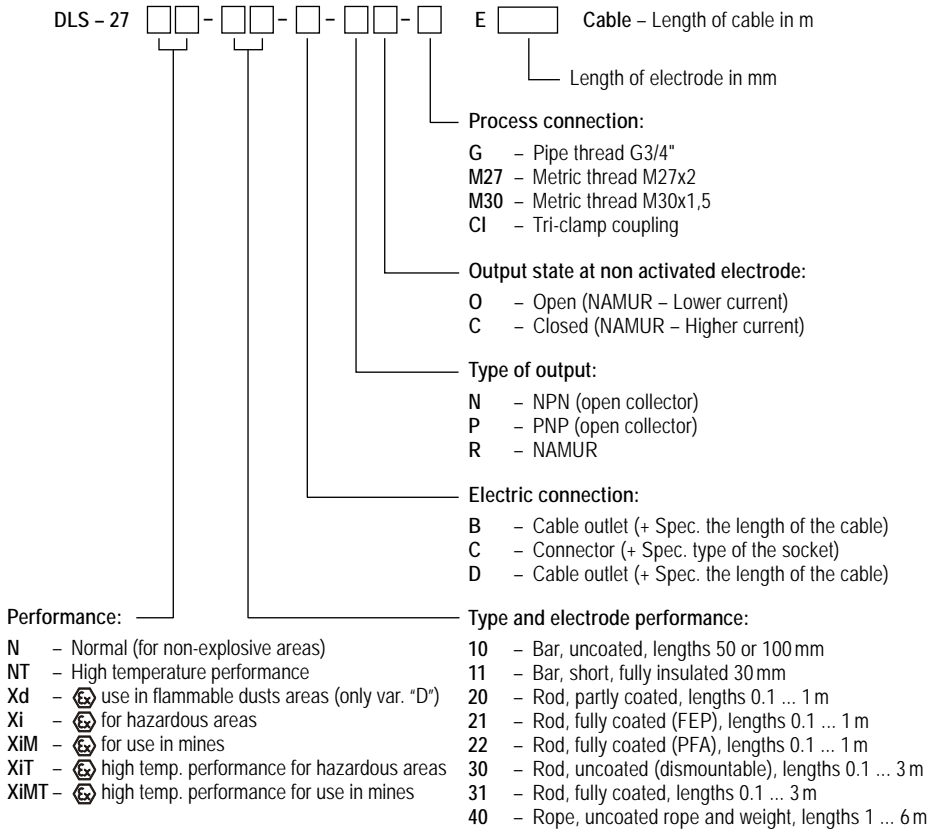 DLS – 27 - - - - E Cable – Length of cable in m
Length of electrode in mm
Process connection:
G – Pipe thread G3/4"
M27 – Metric thread M27x2
M30 – Metric thread M30x1,5
Cl – Tri-clamp coupling
Output state at non activated electrode:
O – Open (NAMUR – Lower current)
C – Closed (NAMUR – Higher current)
Type of output:
N – NPN (open collector)
P – PNP (open collector)
R – NAMUR
Electric connection:
B – Cable outlet (+ Spec. the length of the cable)
C – Connector (+ Spec. type of the socket)
D – Cable outlet (+ Spec. the length of the cable)
Performance:
N – Normal (for non-explosive areas)
NT – High temperature performance
Xd – Ex use in flammable dusts areas (only var. "D")
Xi – Ex for hazardous areas
XiM – Ex for use in mines
XiT – Ex high temp. performance for hazardous areas
XiMT – Ex high temp. performance for use in mines
Type and electrode performance:
10 – Bar, uncoated, lengths 50 or 100 mm
11 – Bar, short, fully insulated 30 mm
20 – Rod, partly coated, lengths 0.1 ... 1 m
21 – Rod, fully coated (FEP), lengths 0.1 ... 1 m
22 – Rod, fully coated (PFA), lengths 0.1 ... 1 m
30 – Rod, uncoated (dismountable), lengths 0.1 ... 3 m
31 – Rod, fully coated, lengths 0.1 ... 3 m
40 – Rope, uncoated rope and weight, lengths 1 ... 6 m